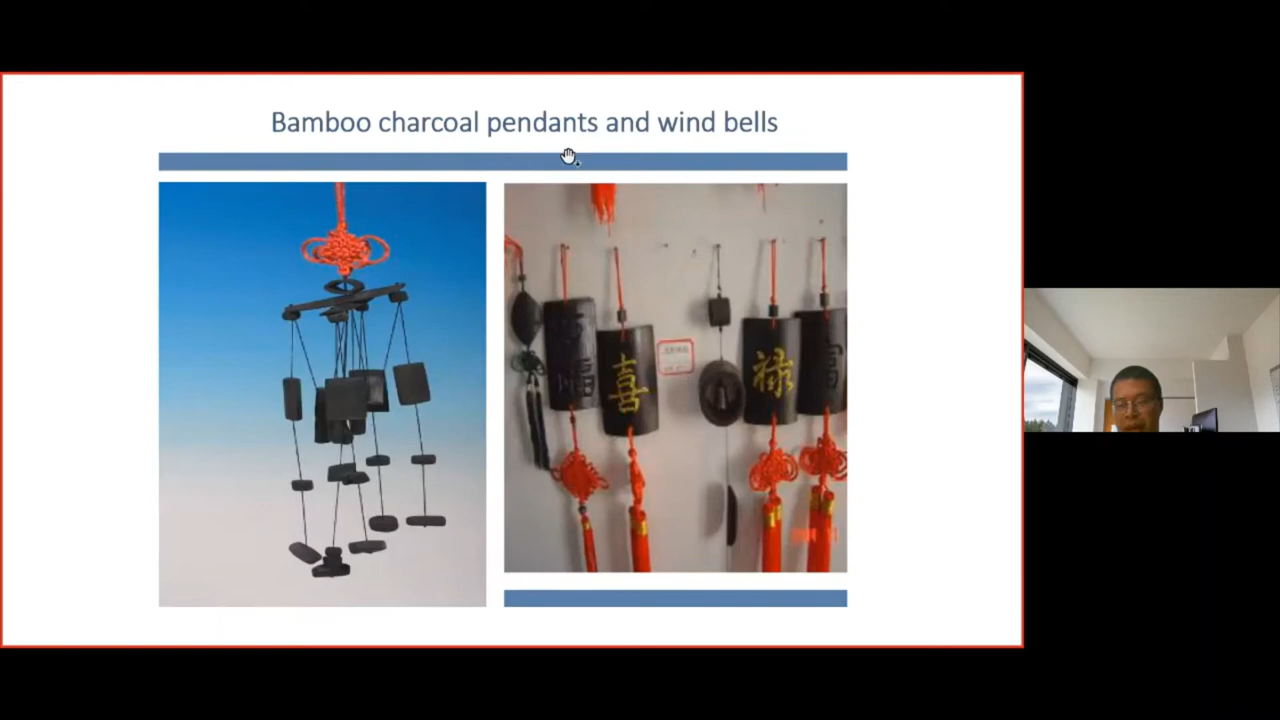 Bamboo charcoal pendants and wind bells
喜
禄